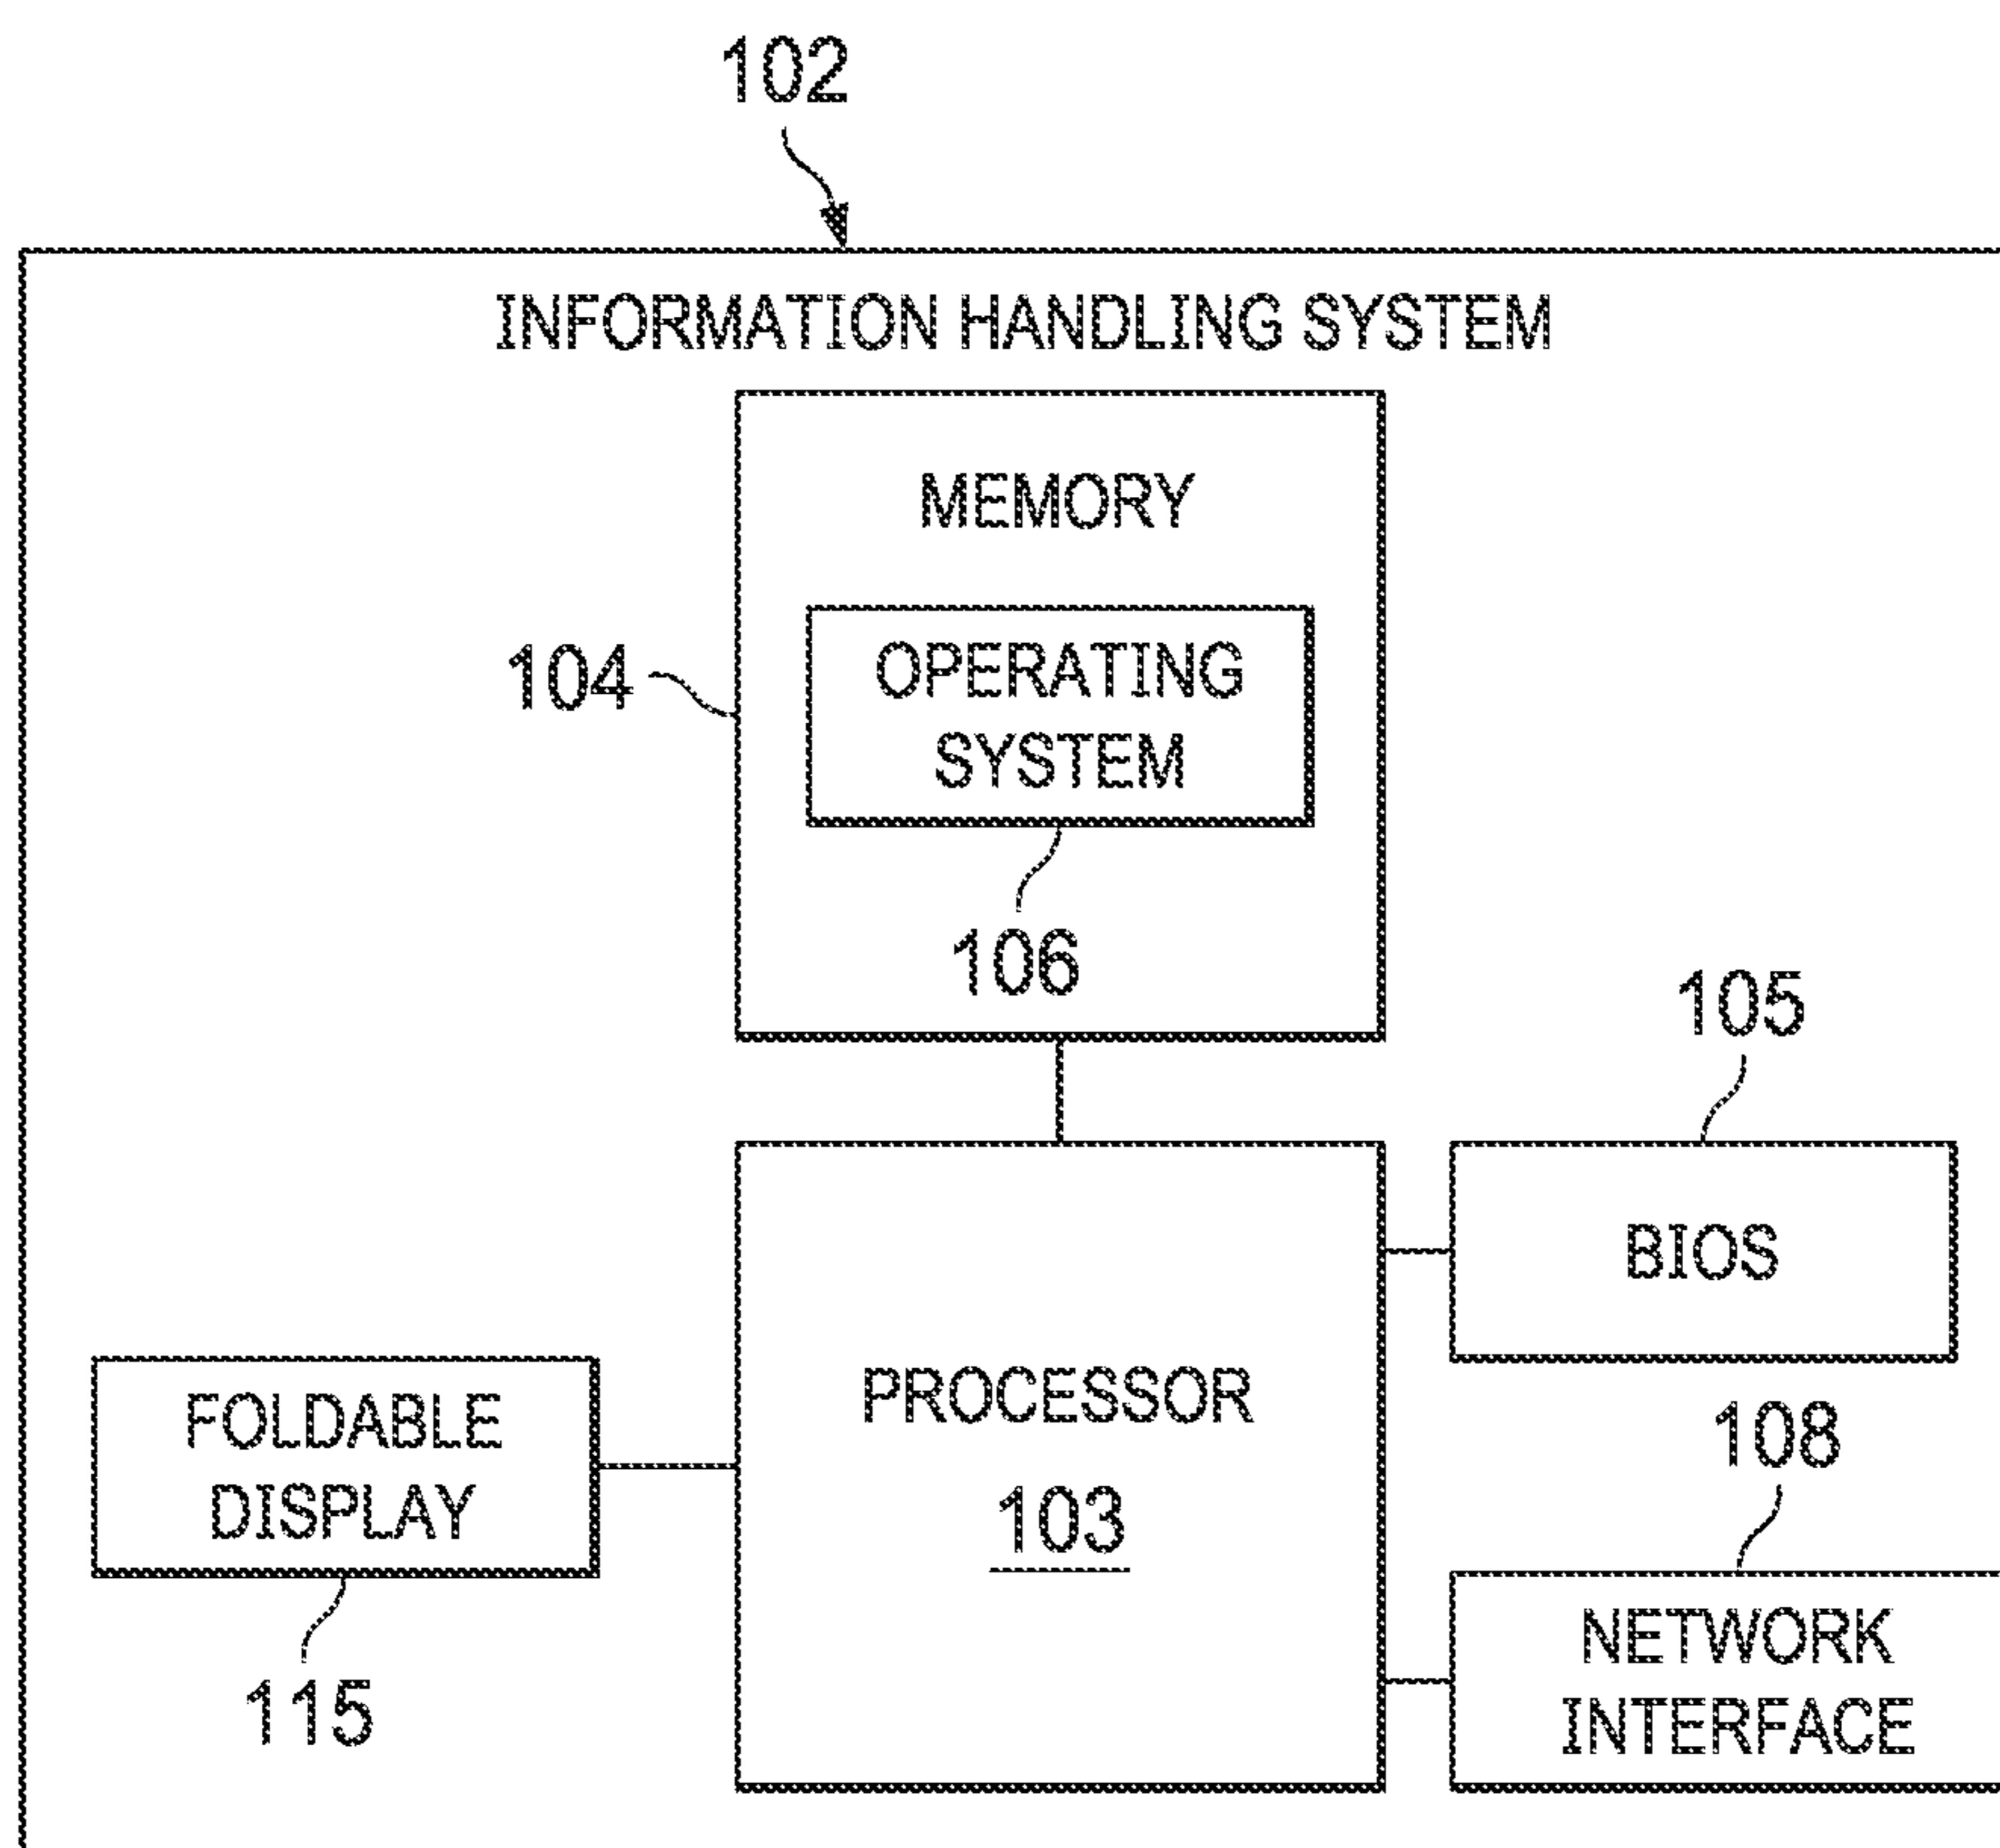 102
INFORMATION HANDLING SYSTEM
MEMORY
104
OPERATING
SYSTEM
106
105
BIOS
PROCESSOR
103
FOLDABLE
DISPLAY
115
108
NETWORK
INTERFACE